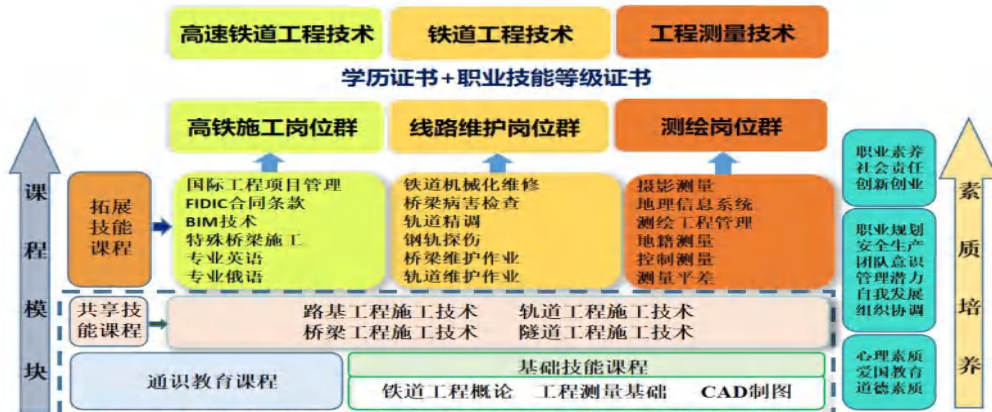 高速铁道工程技术
铁道工程技术
工程测量技术
学历证书+职业技能等级证书
高铁施工岗位群
线路维护岗位群
测绘岗位群
课程模块
拓展技能课程
国际工程项目管理
FIDIC合同条款
BIM技术
特殊桥梁施工
专业英语
专业俄语
铁道机械化维修
桥梁病害检查
轨道精调
钢轨探伤
桥梁维护作业
轨道维护作业
摄影测量
地理信息系统
测绘工程管理
地籍测量
控制测量
测量平差
共享技能课程
路基工程施工技术 轨道工程施工技术
桥梁工程施工技术 隧道工程施工技术
通识教育课程
基础技能课程
铁道工程概论 工程测量基础 CAD制图
职业素养
社会责任
创新创业
职业规划
安全生产
团队意识
管理潜力
自我发展
组织协调
心理素质
爱国教育
道德素质
素质培养